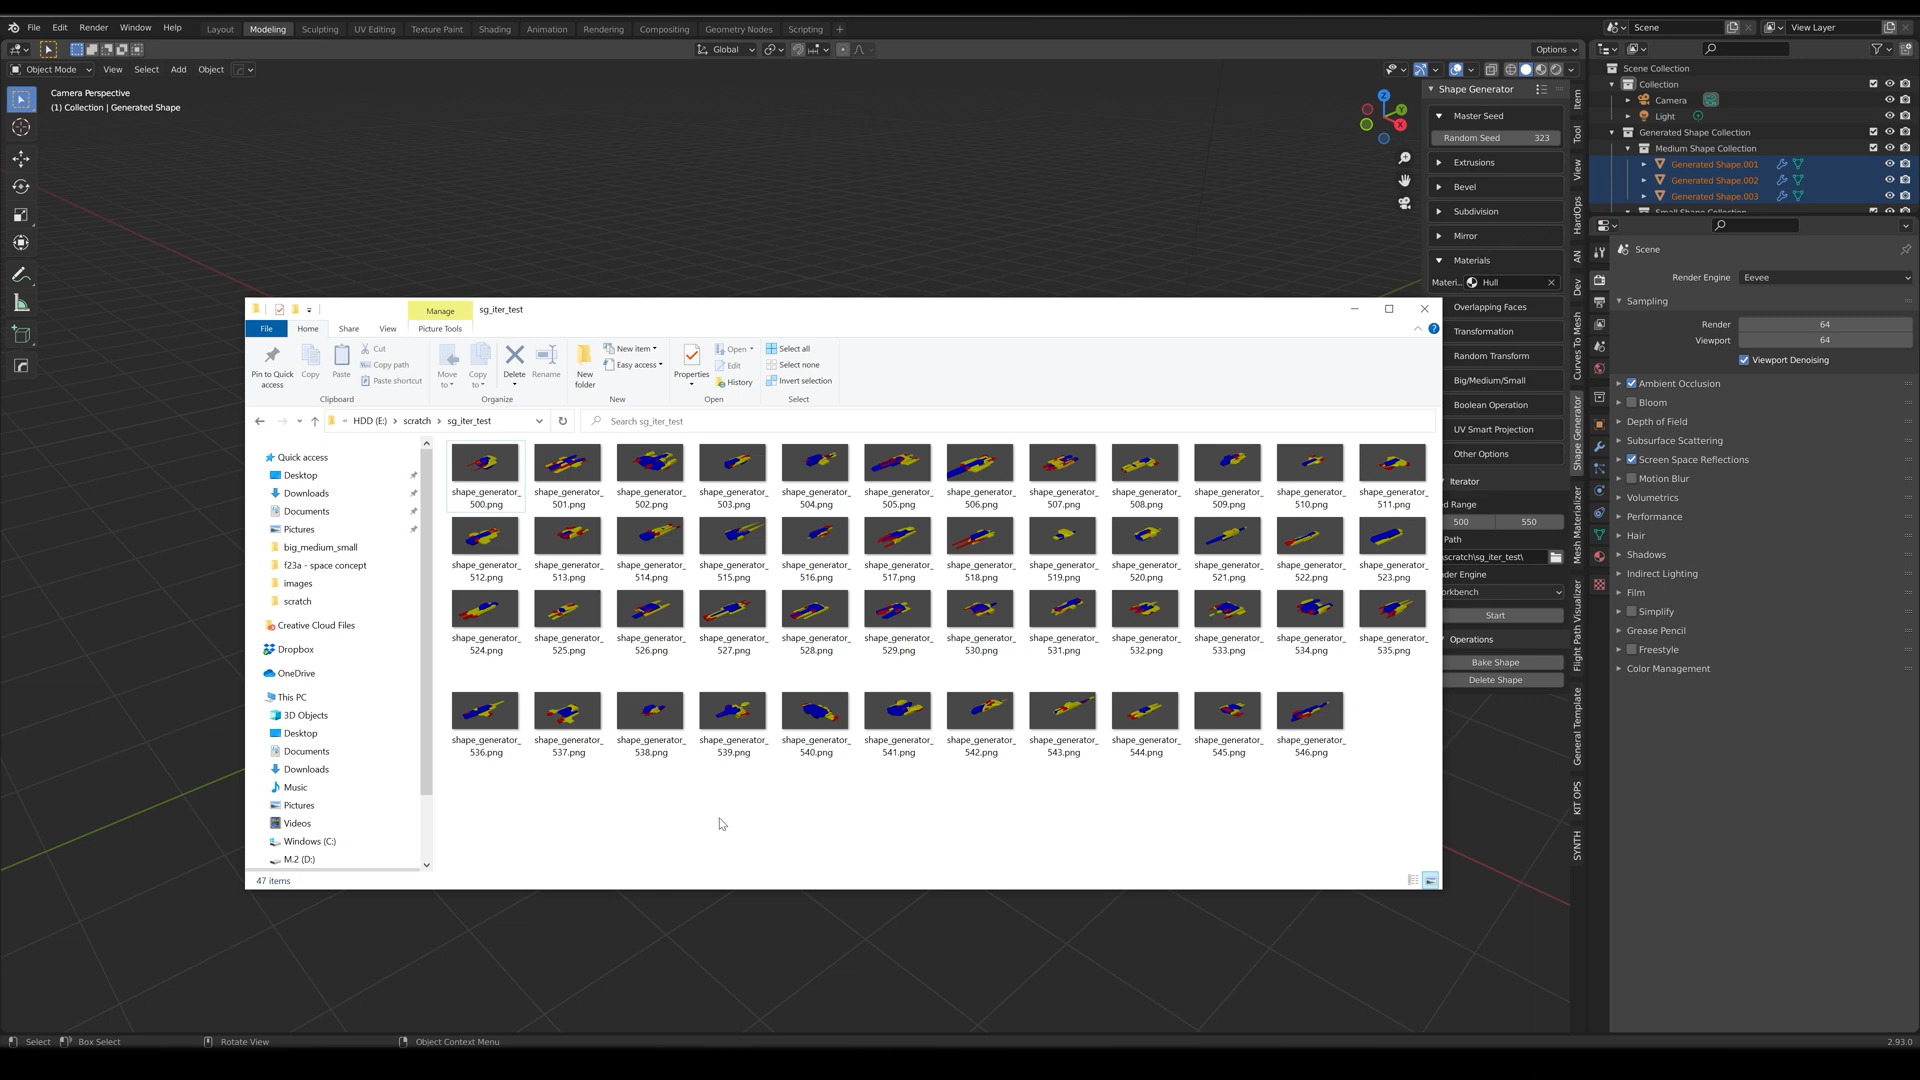 File Edit Render Window Help Layout Modeling Sculpting UV Editing Texture Paint Shading Animation Rendering Compositing Geometry Nodes Scripting + Scene View Layer
Global Options
Object Mode View Select Add Object
Camera Perspective
(1) Collection | Generated Shape
Z
Y
X
Shape Generator
Master Seed
Random Seed 323
Extrusions
Bevel
Subdivision
Mirror
Materials
Materi... Hull
Overlapping Faces
Transformation
Random Transform
Big/Medium/Small
Boolean Operation
UV Smart Projection
Other Options
Iterator
d Range
500 550
Path
scratch\sg_iter_test\
der Engine
orkbench
Start
Operations
Bake Shape
Delete Shape
Item
Tool
View
HardOps
AN
Dev
Curves To Mesh
Shape Generator
Mesh Materializer
Flight Path Visualizer
General Template
KIT OPS
SYNTH
Scene Collection
Collection
Camera
Light
Generated Shape Collection
Medium Shape Collection
Generated Shape.001
Generated Shape.002
Generated Shape.003
Small Shape Collection
Scene
Render Engine Eevee
Sampling
Render 64
Viewport 64
Viewport Denoising
Ambient Occlusion
Bloom
Depth of Field
Subsurface Scattering
Screen Space Reflections
Motion Blur
Volumetrics
Performance
Hair
Shadows
Indirect Lighting
Film
Simplify
Grease Pencil
Freestyle
Color Management
Manage sg_iter_test
File Home Share View Picture Tools
Pin to Quick access
Copy
Paste
Cut
Copy path
Paste shortcut
Clipboard
Move to
Copy to
Delete
Rename
Organize
New folder
New item
Easy access
New
Properties
Open
Edit
History
Open
Select all
Select none
Invert selection
Select
« HDD (E:) › scratch › sg_iter_test
Search sg_iter_test
Quick access
Desktop
Downloads
Documents
Pictures
big_medium_small
f23a - space concept
images
scratch
Creative Cloud Files
Dropbox
OneDrive
This PC
3D Objects
Desktop
Documents
Downloads
Music
Pictures
Videos
Windows (C:)
M.2 (D:)
shape_generator_500.png shape_generator_501.png shape_generator_502.png shape_generator_503.png shape_generator_504.png shape_generator_505.png shape_generator_506.png shape_generator_507.png shape_generator_508.png shape_generator_509.png shape_generator_510.png shape_generator_511.png
shape_generator_512.png shape_generator_513.png shape_generator_514.png shape_generator_515.png shape_generator_516.png shape_generator_517.png shape_generator_518.png shape_generator_519.png shape_generator_520.png shape_generator_521.png shape_generator_522.png shape_generator_523.png
shape_generator_524.png shape_generator_525.png shape_generator_526.png shape_generator_527.png shape_generator_528.png shape_generator_529.png shape_generator_530.png shape_generator_531.png shape_generator_532.png shape_generator_533.png shape_generator_534.png shape_generator_535.png
shape_generator_536.png shape_generator_537.png shape_generator_538.png shape_generator_539.png shape_generator_540.png shape_generator_541.png shape_generator_542.png shape_generator_543.png shape_generator_544.png shape_generator_545.png shape_generator_546.png
47 items
Select Box Select Rotate View Object Context Menu 2.93.0